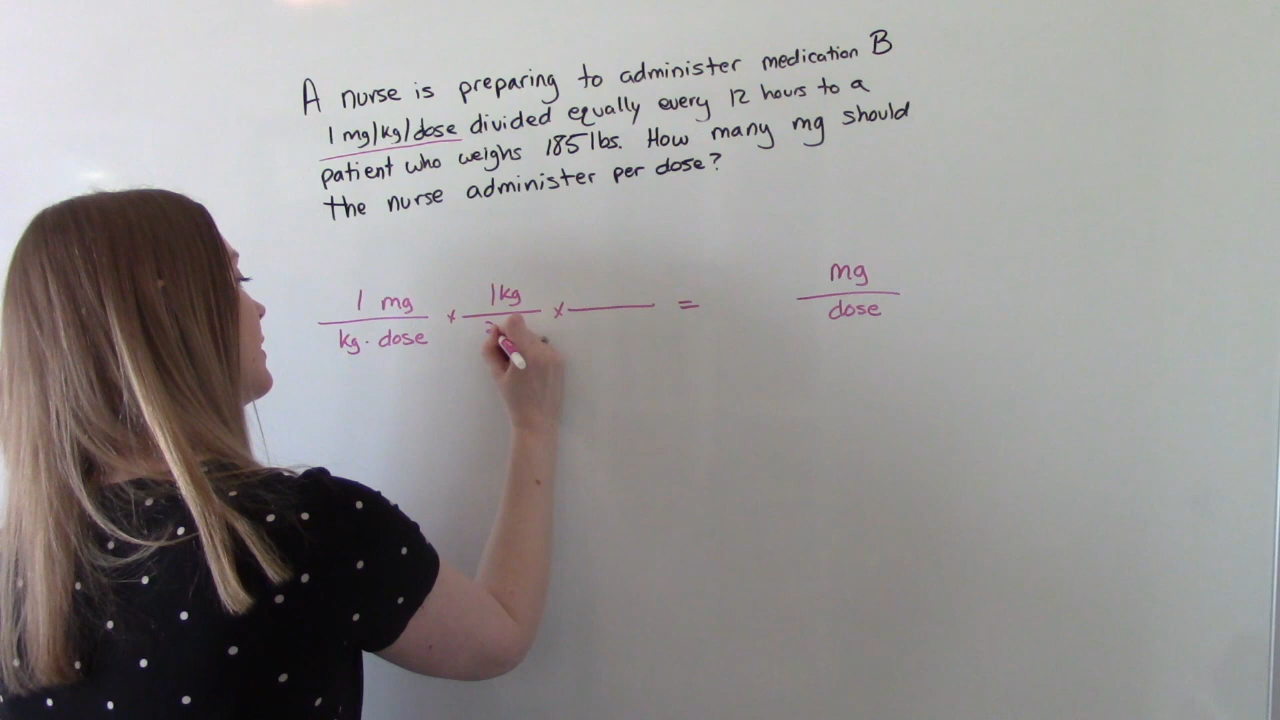 A nurse is preparing to administer medication B
1 mg/kg/dose divided equally every 12 hours to a
patient who weighs 185 lbs. How many mg should
the nurse administer per dose?
1 mg / kg · dose × 1kg / × = mg / dose